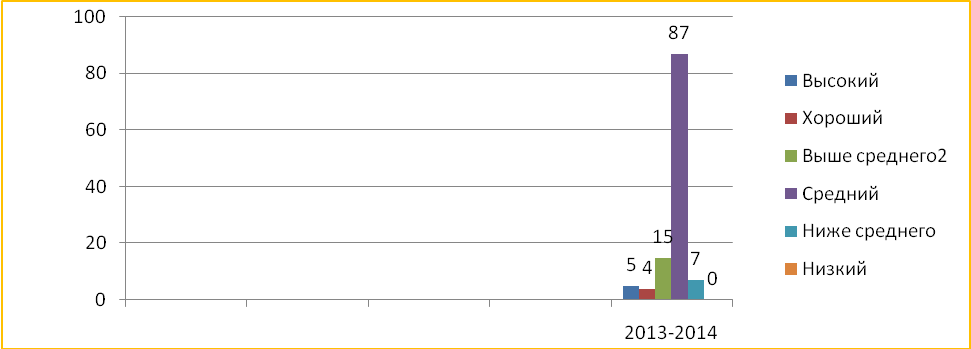 100
80
60
40
20
0
5
4
15
87
7
0
2013-2014
Высокий
Хороший
Выше среднего2
Средний
Ниже среднего
Низкий